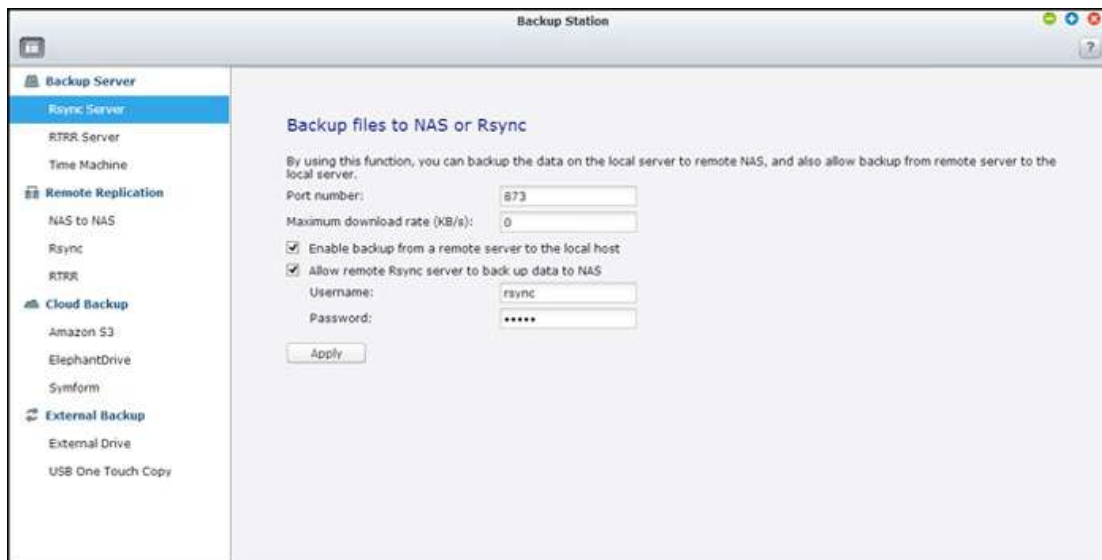 Backup Station
?
Backup Server
Rsync Server
RTRR Server
Time Machine
Remote Replication
NAS to NAS
Rsync
RTRR
Cloud Backup
Amazon S3
ElephantDrive
Symform
External Backup
External Drive
USB One Touch Copy
Backup files to NAS or Rsync
By using this function, you can backup the data on the local server to remote NAS, and also allow backup from remote server to the
local server.
Port number: 873
Maximum download rate (KB/s): 0
Enable backup from a remote server to the local host
Allow remote Rsync server to back up data to NAS
Username: rsync
Password: •••••
Apply